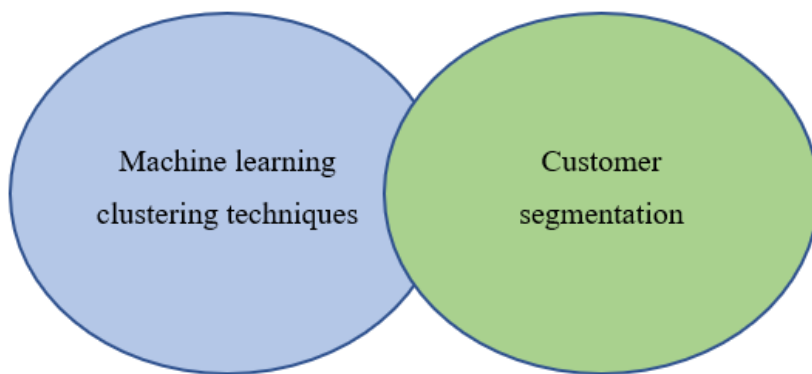 Machine learning
clustering techniques
Customer
segmentation